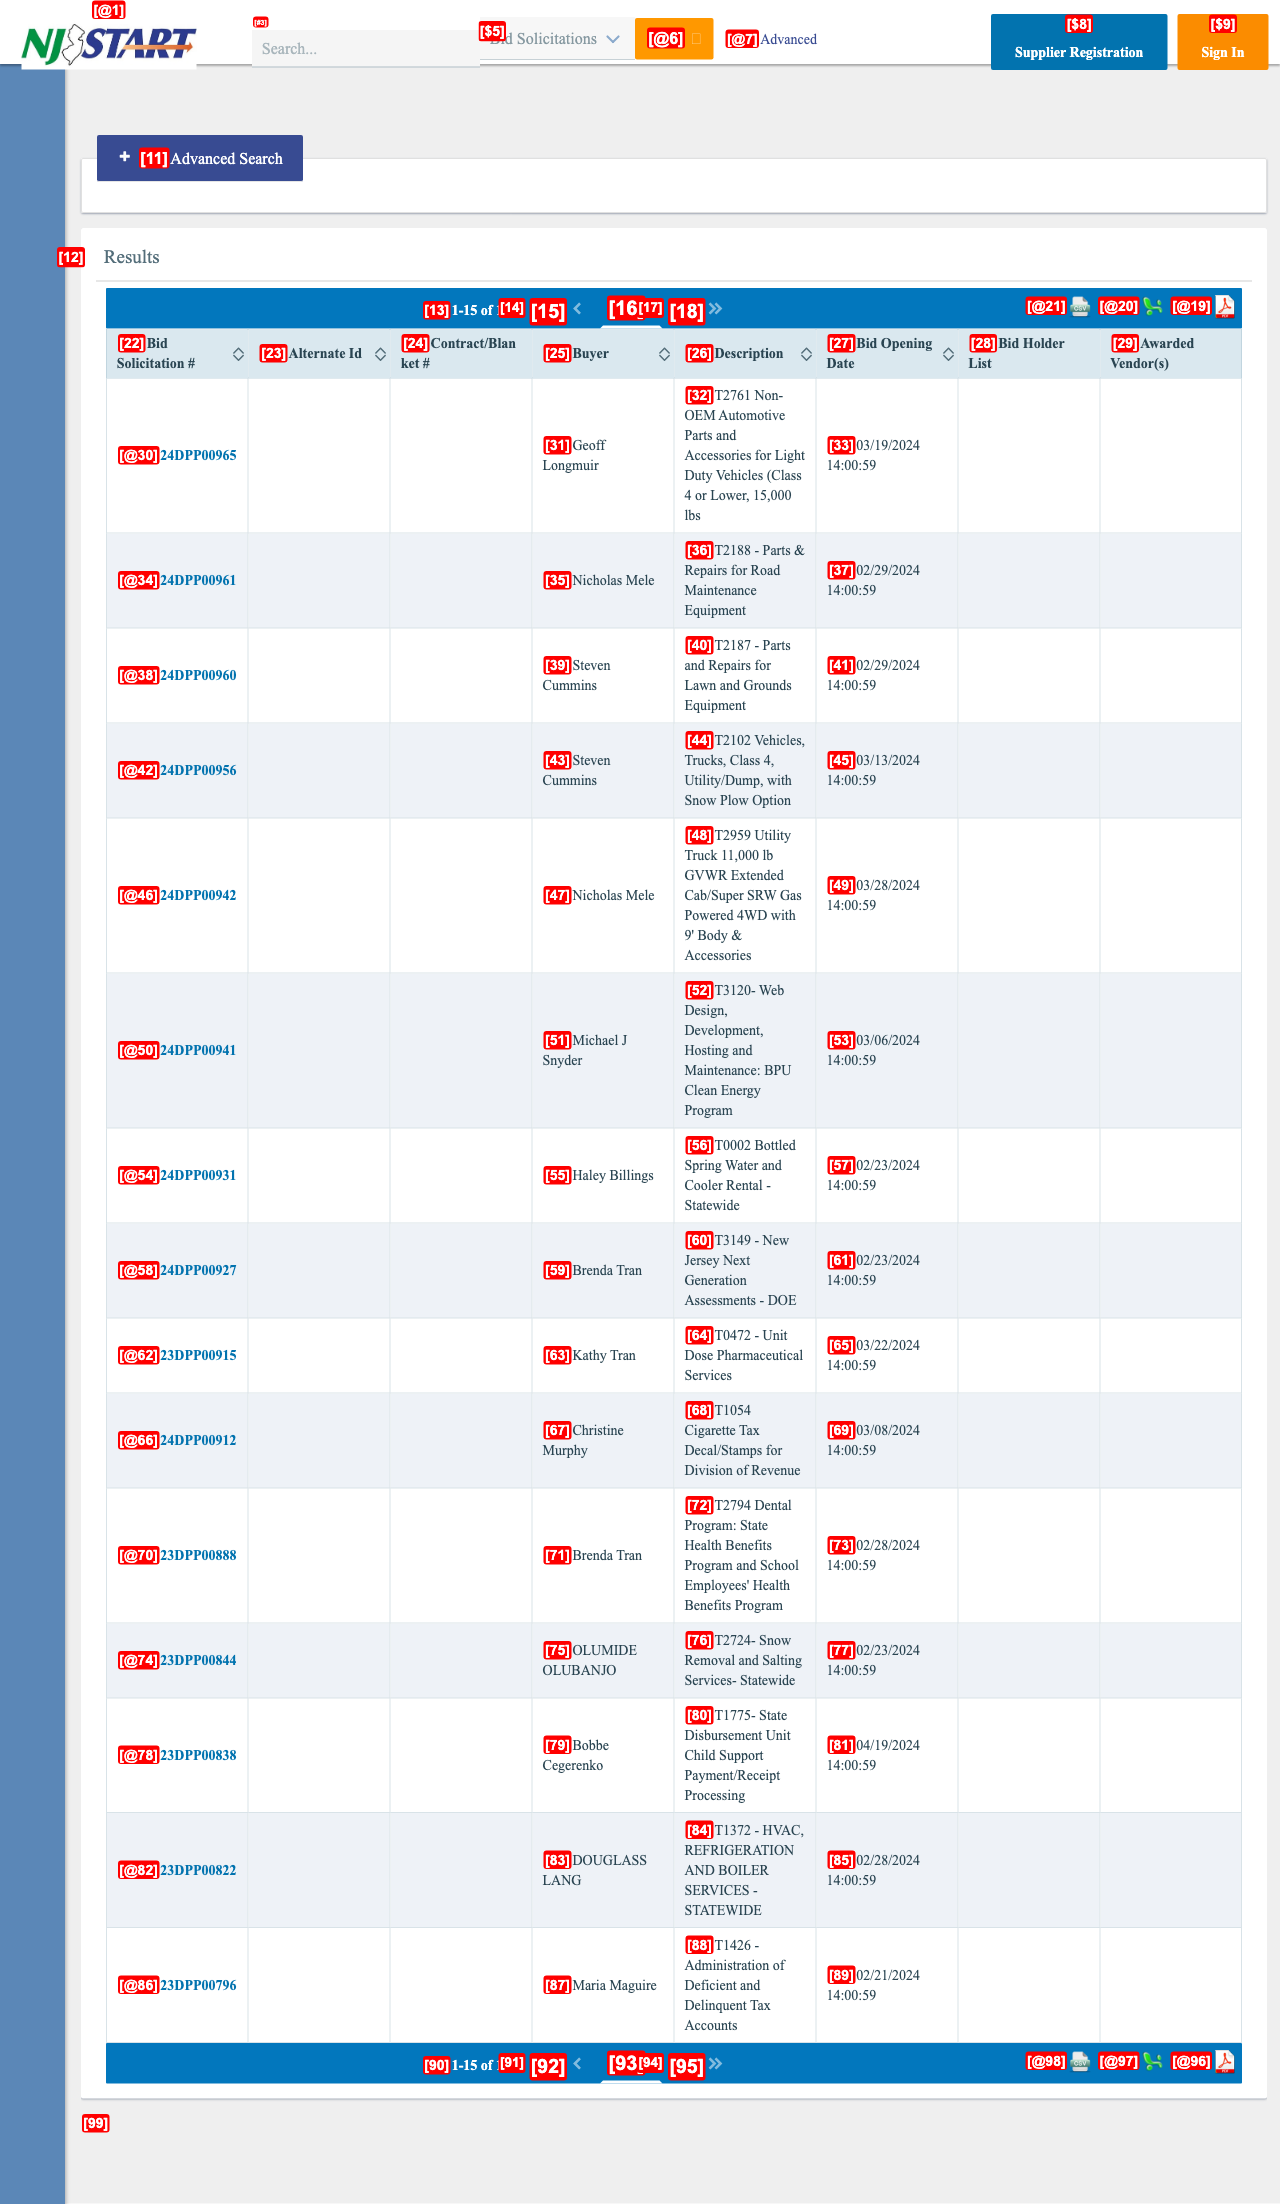 [@1]
NJ START
[#3]
Search...
[$5]
Bid Solicitations
[@6]
[@7] Advanced
[$8]
Supplier Registration
[$9]
Sign In
[11] Advanced Search
[12] Results
[13] 1-15 of
[14]
[15]
[16]
[17]
[18]
[@21]
[@20]
[@19]
[22] Bid
Solicitation #
[23] Alternate Id
[24] Contract/Blan
ket #
[25] Buyer
[26] Description
[27] Bid Opening
Date
[28] Bid Holder
List
[29] Awarded
Vendor(s)
[@30] 24DPP00965
[31] Geoff
Longmuir
[32] T2761 Non-
OEM Automotive
Parts and
Accessories for Light
Duty Vehicles (Class
4 or Lower, 15,000
lbs
[33] 03/19/2024
14:00:59
[@34] 24DPP00961
[35] Nicholas Mele
[36] T2188 - Parts &
Repairs for Road
Maintenance
Equipment
[37] 02/29/2024
14:00:59
[@38] 24DPP00960
[39] Steven
Cummins
[40] T2187 - Parts
and Repairs for
Lawn and Grounds
Equipment
[41] 02/29/2024
14:00:59
[@42] 24DPP00956
[43] Steven
Cummins
[44] T2102 Vehicles,
Trucks, Class 4,
Utility/Dump, with
Snow Plow Option
[45] 03/13/2024
14:00:59
[@46] 24DPP00942
[47] Nicholas Mele
[48] T2959 Utility
Truck 11,000 lb
GVWR Extended
Cab/Super SRW Gas
Powered 4WD with
9' Body &
Accessories
[49] 03/28/2024
14:00:59
[@50] 24DPP00941
[51] Michael J
Snyder
[52] T3120- Web
Design,
Development,
Hosting and
Maintenance: BPU
Clean Energy
Program
[53] 03/06/2024
14:00:59
[@54] 24DPP00931
[55] Haley Billings
[56] T0002 Bottled
Spring Water and
Cooler Rental -
Statewide
[57] 02/23/2024
14:00:59
[@58] 24DPP00927
[59] Brenda Tran
[60] T3149 - New
Jersey Next
Generation
Assessments - DOE
[61] 02/23/2024
14:00:59
[@62] 23DPP00915
[63] Kathy Tran
[64] T0472 - Unit
Dose Pharmaceutical
Services
[65] 03/22/2024
14:00:59
[@66] 24DPP00912
[67] Christine
Murphy
[68] T1054
Cigarette Tax
Decal/Stamps for
Division of Revenue
[69] 03/08/2024
14:00:59
[@70] 23DPP00888
[71] Brenda Tran
[72] T2794 Dental
Program: State
Health Benefits
Program and School
Employees' Health
Benefits Program
[73] 02/28/2024
14:00:59
[@74] 23DPP00844
[75] OLUMIDE
OLUBANJO
[76] T2724- Snow
Removal and Salting
Services- Statewide
[77] 02/23/2024
14:00:59
[@78] 23DPP00838
[79] Bobbe
Cegerenko
[80] T1775- State
Disbursement Unit
Child Support
Payment/Receipt
Processing
[81] 04/19/2024
14:00:59
[@82] 23DPP00822
[83] DOUGLASS
LANG
[84] T1372 - HVAC,
REFRIGERATION
AND BOILER
SERVICES -
STATEWIDE
[85] 02/28/2024
14:00:59
[@86] 23DPP00796
[87] Maria Maguire
[88] T1426 -
Administration of
Deficient and
Delinquent Tax
Accounts
[89] 02/21/2024
14:00:59
[90] 1-15 of
[91]
[92]
[93]
[94]
[95]
[@98]
[@97]
[@96]
[99]